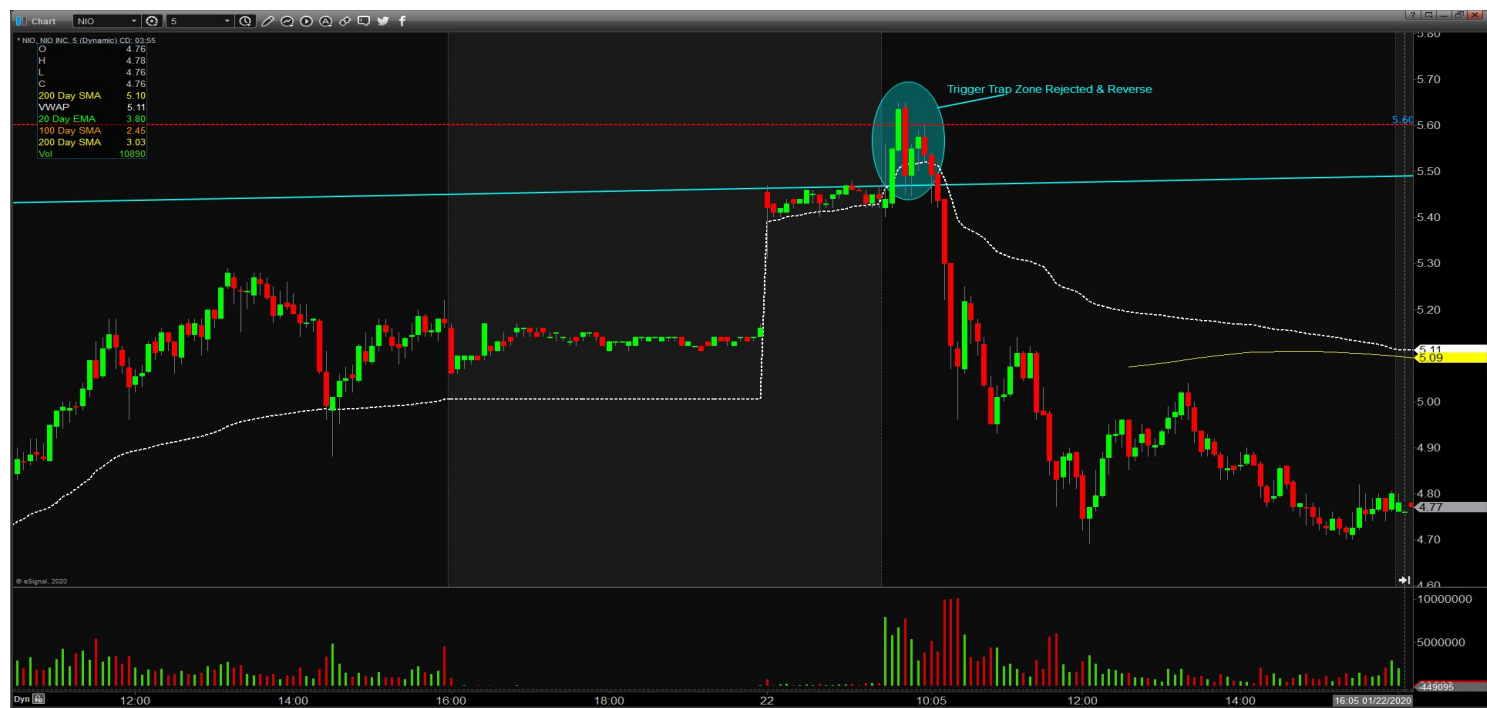 Chart NIO 5
* NIO, NIO INC, 5 (Dynamic) CD: 03:55
O 4.76
H 4.78
L 4.76
C 4.76
200 Day SMA 5.10
VWAP 5.11
20 Day EMA 3.80
100 Day SMA 2.45
200 Day SMA 3.03
Vol 10890
Trigger Trap Zone Rejected & Reverse
5.80
5.70
5.60 5.60
5.50
5.40
5.30
5.20
5.11
5.09
5.00
4.90
4.80
4.77
4.70
4.60
© eSignal, 2020
10000000
5000000
-449095
Dyn 12:00 14:00 16:00 18:00 22 10:05 12:00 14:00 16:05 01/22/2020